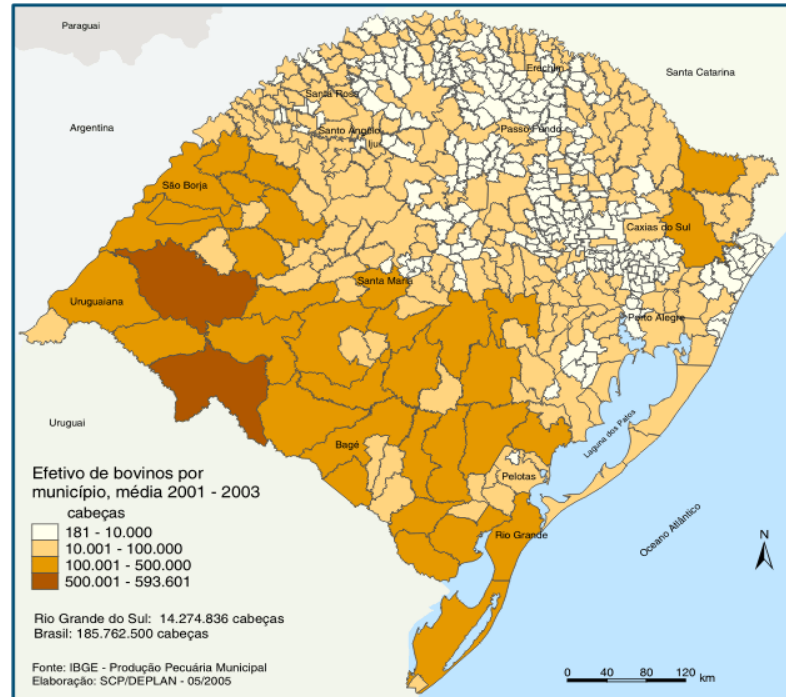 Paraguai
Santa Catarina
Argentina
Erechim
Santa Rosa
Santo Ângelo
Ijuí
Passo Fundo
São Borja
Caxias do Sul
Uruguaiana
Santa Maria
Porto Alegre
Uruguai
Laguna dos Patos
Bagé
Pelotas
Rio Grande
Oceano Atlântico
N
Efetivo de bovinos por
município, média 2001 - 2003
cabeças
181 - 10.000
10.001 - 100.000
100.001 - 500.000
500.001 - 593.601
Rio Grande do Sul: 14.274.836 cabeças
Brasil: 185.762.500 cabeças
Fonte: IBGE - Produção Pecuária Municipal
Elaboração: SCP/DEPLAN - 05/2005
0 40 80 120 km